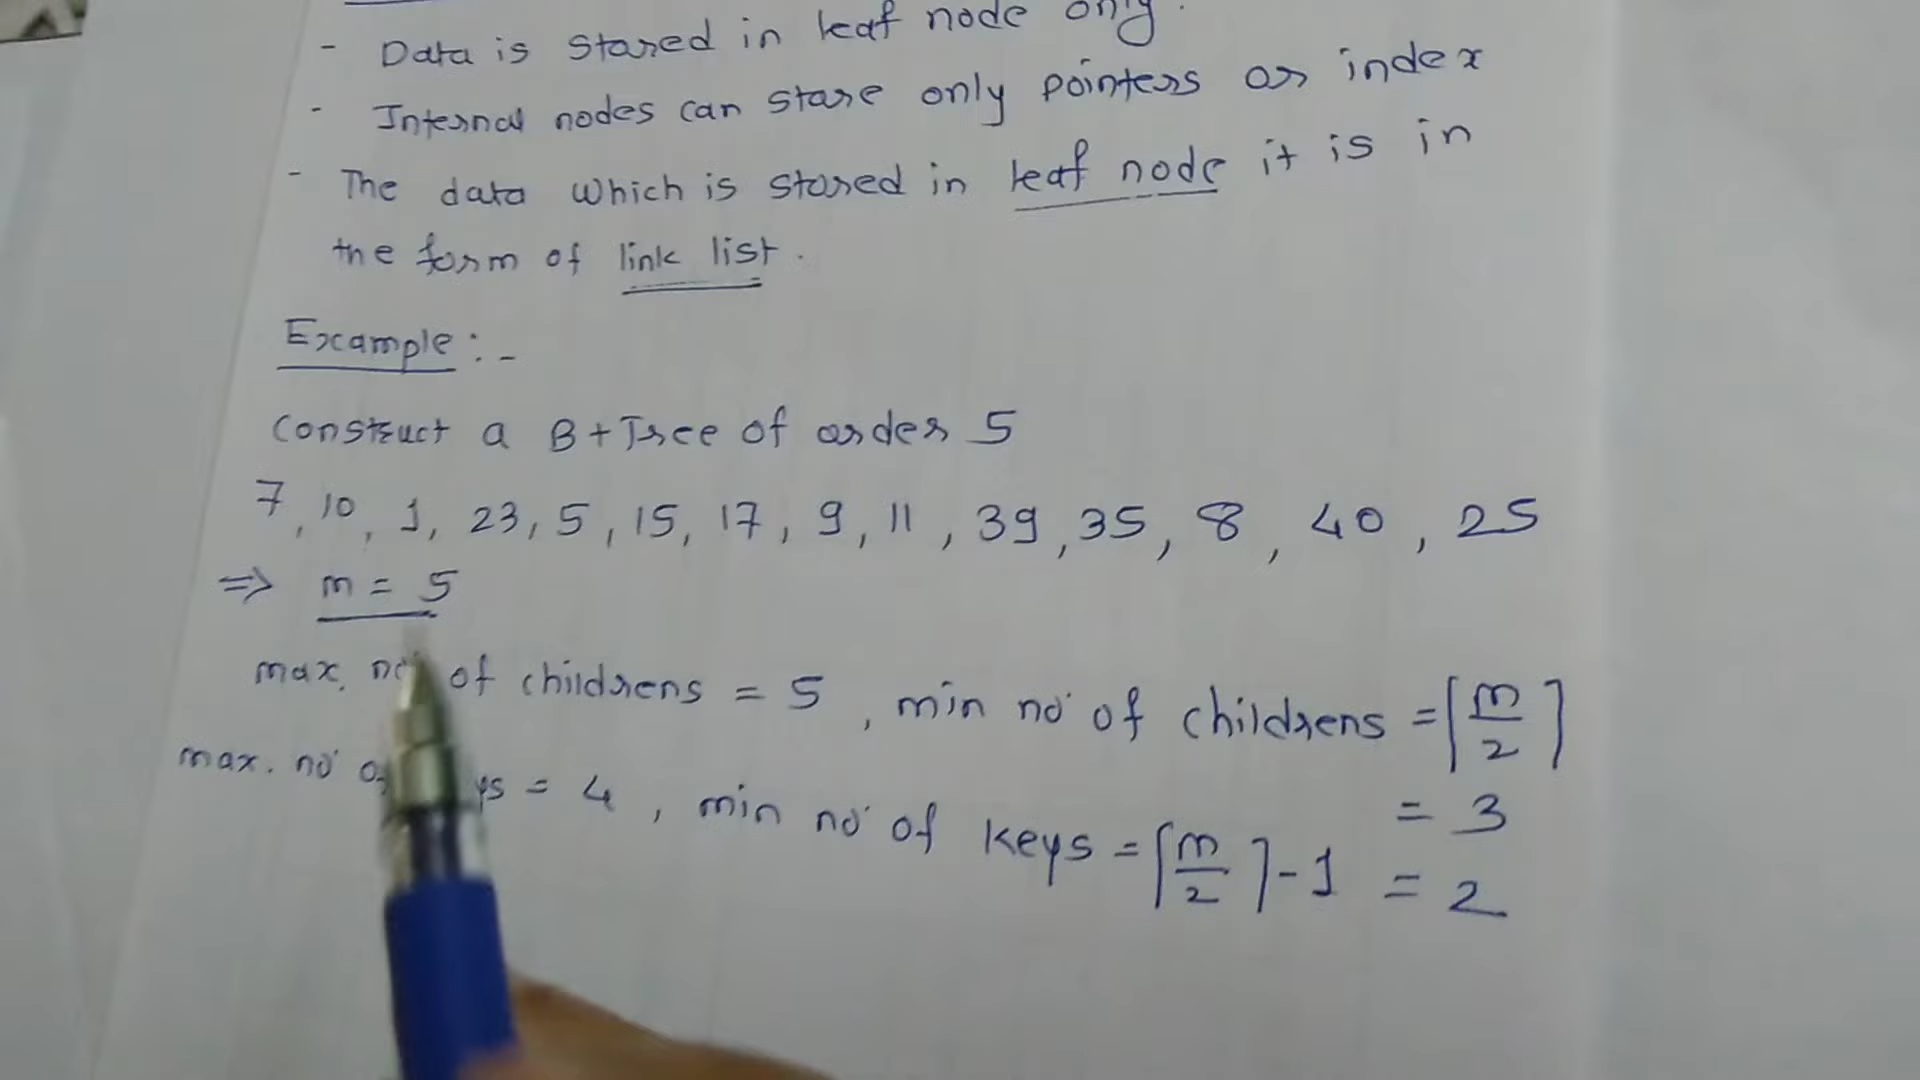 - Data is stored in leaf node only.
- Internal nodes can store only pointers or index
- The data which is stored in leaf node it is in
the form of link list.
Example :-
Construct a B+Tree of order 5
7, 10, 1, 23, 5, 15, 17, 9, 11, 39, 35, 8, 40, 25
⇒ m = 5
max. no of childrens = 5, min no of childrens = ⌈m/2⌉
= 3
max. no ys = 4, min no of keys = ⌈m/2⌉-1 = 2